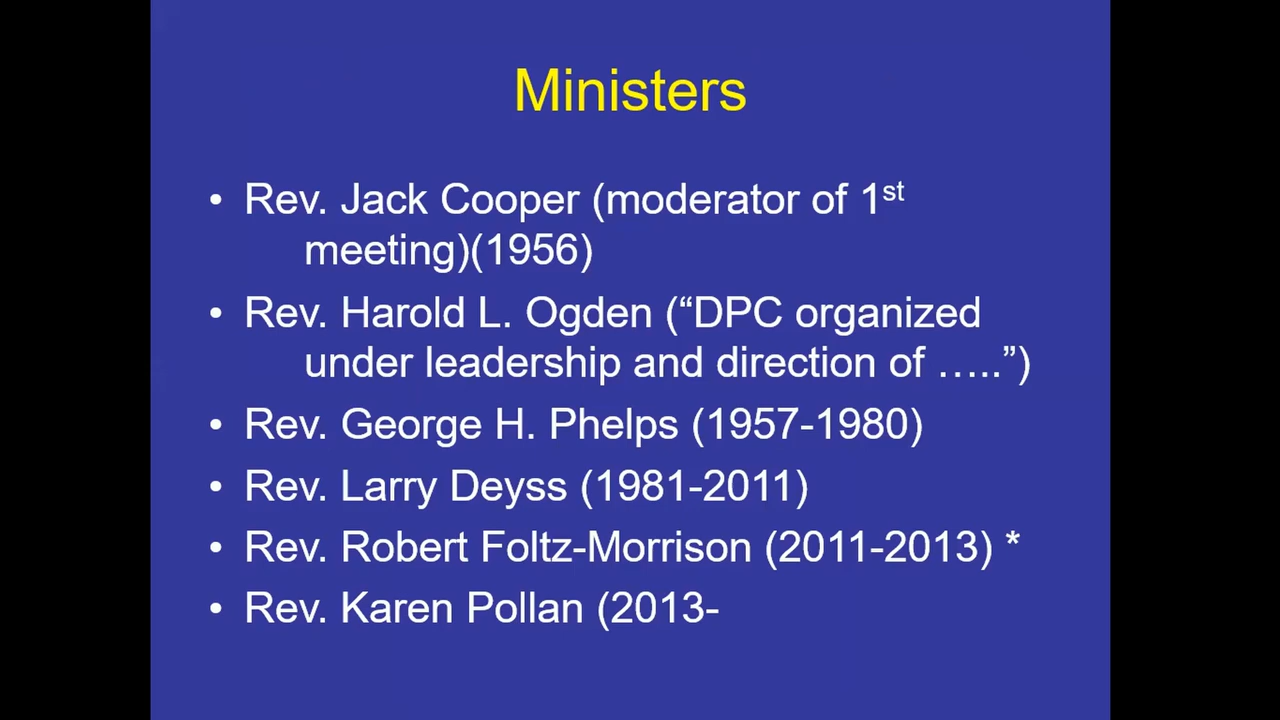 Ministers
• Rev. Jack Cooper (moderator of 1st
meeting)(1956)
• Rev. Harold L. Ogden (“DPC organized
under leadership and direction of …..”)
• Rev. George H. Phelps (1957-1980)
• Rev. Larry Deyss (1981-2011)
• Rev. Robert Foltz-Morrison (2011-2013) *
• Rev. Karen Pollan (2013-